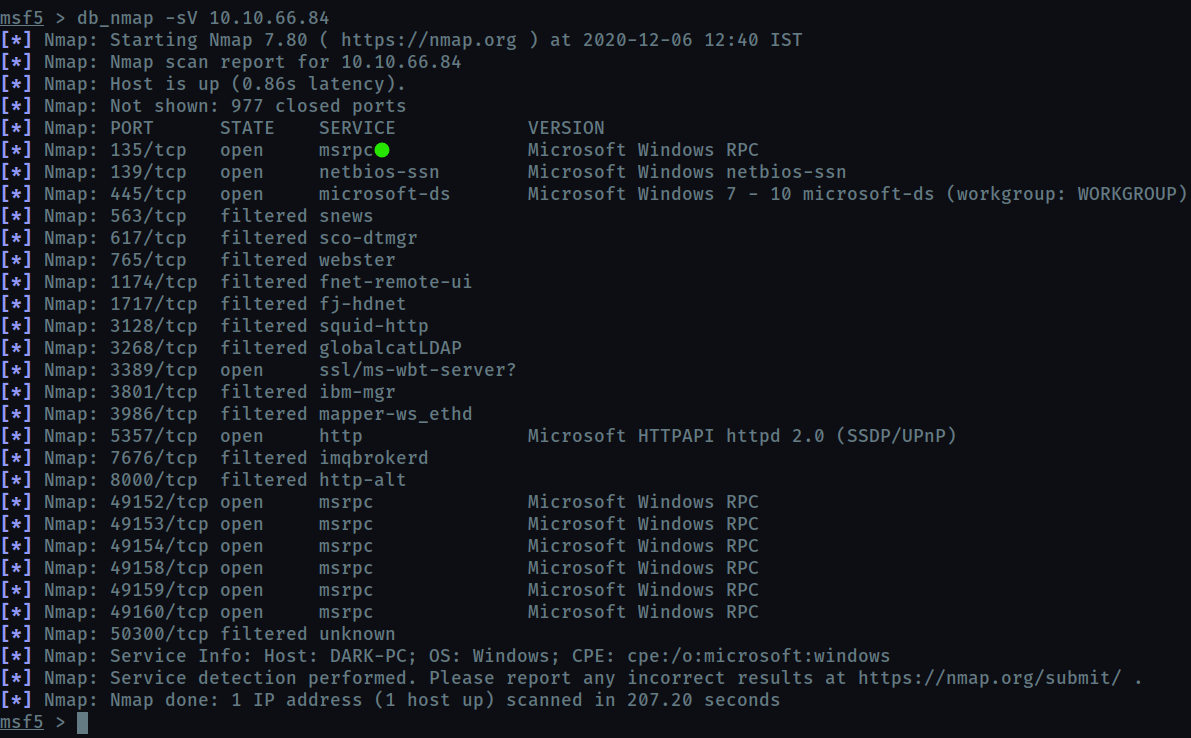 msf5 > db_nmap -sV 10.10.66.84
[*] Nmap: Starting Nmap 7.80 ( https://nmap.org ) at 2020-12-06 12:40 IST
[*] Nmap: Nmap scan report for 10.10.66.84
[*] Nmap: Host is up (0.86s latency).
[*] Nmap: Not shown: 977 closed ports
[*] Nmap: PORT      STATE    SERVICE            VERSION
[*] Nmap: 135/tcp   open     msrpc              Microsoft Windows RPC
[*] Nmap: 139/tcp   open     netbios-ssn        Microsoft Windows netbios-ssn
[*] Nmap: 445/tcp   open     microsoft-ds       Microsoft Windows 7 - 10 microsoft-ds (workgroup: WORKGROUP)
[*] Nmap: 563/tcp   filtered snews
[*] Nmap: 617/tcp   filtered sco-dtmgr
[*] Nmap: 765/tcp   filtered webster
[*] Nmap: 1174/tcp  filtered fnet-remote-ui
[*] Nmap: 1717/tcp  filtered fj-hdnet
[*] Nmap: 3128/tcp  filtered squid-http
[*] Nmap: 3268/tcp  filtered globalcatLDAP
[*] Nmap: 3389/tcp  open     ssl/ms-wbt-server?
[*] Nmap: 3801/tcp  filtered ibm-mgr
[*] Nmap: 3986/tcp  filtered mapper-ws_ethd
[*] Nmap: 5357/tcp  open     http               Microsoft HTTPAPI httpd 2.0 (SSDP/UPnP)
[*] Nmap: 7676/tcp  filtered imqbrokerd
[*] Nmap: 8000/tcp  filtered http-alt
[*] Nmap: 49152/tcp open     msrpc              Microsoft Windows RPC
[*] Nmap: 49153/tcp open     msrpc              Microsoft Windows RPC
[*] Nmap: 49154/tcp open     msrpc              Microsoft Windows RPC
[*] Nmap: 49158/tcp open     msrpc              Microsoft Windows RPC
[*] Nmap: 49159/tcp open     msrpc              Microsoft Windows RPC
[*] Nmap: 49160/tcp open     msrpc              Microsoft Windows RPC
[*] Nmap: 50300/tcp filtered unknown
[*] Nmap: Service Info: Host: DARK-PC; OS: Windows; CPE: cpe:/o:microsoft:windows
[*] Nmap: Service detection performed. Please report any incorrect results at https://nmap.org/submit/ .
[*] Nmap: Nmap done: 1 IP address (1 host up) scanned in 207.20 seconds
msf5 >